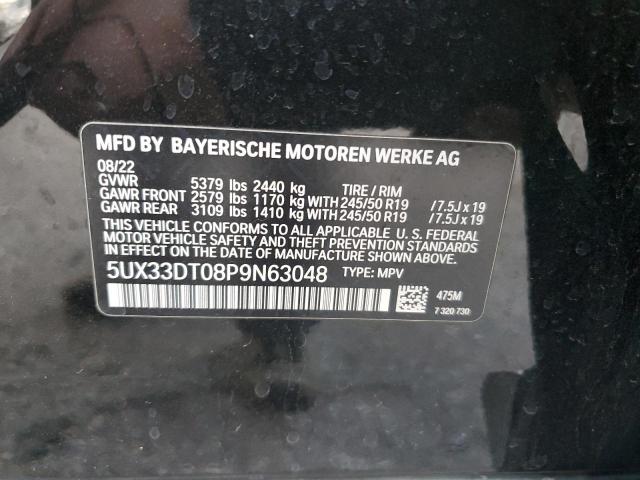 MFD BY BAYERISCHE MOTOREN WERKE AG
08/22
GVWR 5379 lbs 2440 kg TIRE / RIM
GAWR FRONT 2579 lbs 1170 kg WITH 245/50 R19 /7.5J x 19
GAWR REAR 3109 lbs 1410 kg WITH 245/50 R19 /7.5J x 19
THIS VEHICLE CONFORMS TO ALL APPLICABLE U. S. FEDERAL
MOTOR VEHICLE SAFETY AND THEFT PREVENTION STANDARDS
IN EFFECT ON THE DATE OF MANUFACTURE SHOWN ABOVE.
5UX33DT08P9N63048 TYPE: MPV
475M
7 320 730